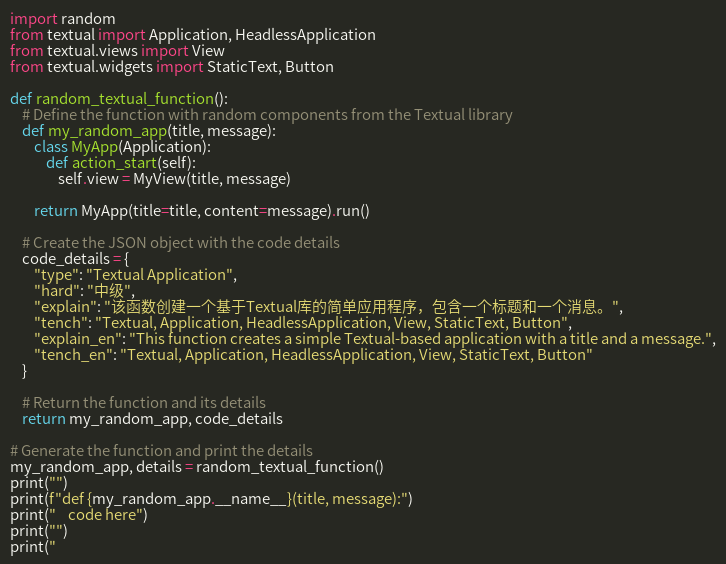 import random
from textual import Application, HeadlessApplication
from textual.views import View
from textual.widgets import StaticText, Button

def random_textual_function():
    # Define the function with random components from the Textual library
    def my_random_app(title, message):
        class MyApp(Application):
            def action_start(self):
                self.view = MyView(title, message)

        return MyApp(title=title, content=message).run()

    # Create the JSON object with the code details
    code_details = {
        "type": "Textual Application",
        "hard": "中级",
        "explain": "该函数创建一个基于Textual库的简单应用程序，包含一个标题和一个消息。",
        "tench": "Textual, Application, HeadlessApplication, View, StaticText, Button",
        "explain_en": "This function creates a simple Textual-based application with a title and a message.",
        "tench_en": "Textual, Application, HeadlessApplication, View, StaticText, Button"
    }

    # Return the function and its details
    return my_random_app, code_details

# Generate the function and print the details
my_random_app, details = random_textual_function()
print("")
print(f"def {my_random_app.__name__}(title, message):")
print("    code here")
print("")
print("